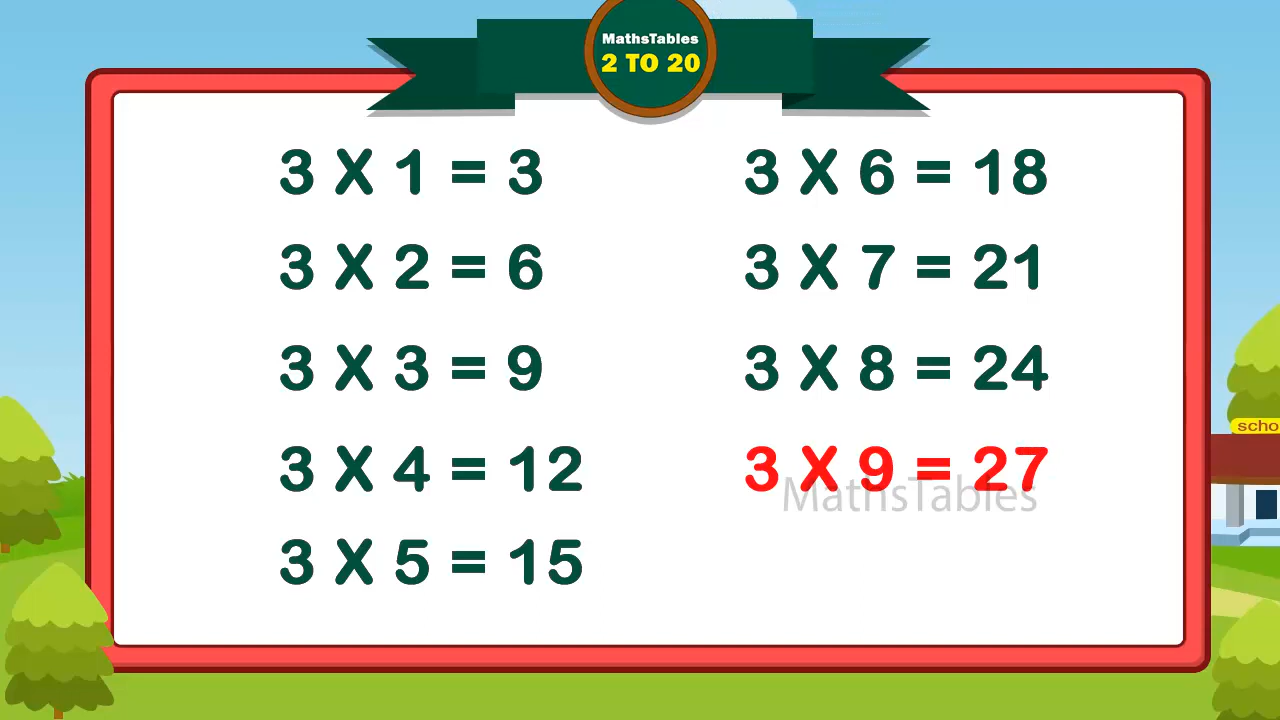 MathsTables
2 TO 20
3 X 1 = 3
3 X 2 = 6
3 X 3 = 9
3 X 4 = 12
3 X 5 = 15
3 X 6 = 18
3 X 7 = 21
3 X 8 = 24
3 X 9 = 27
MathsTables
scho